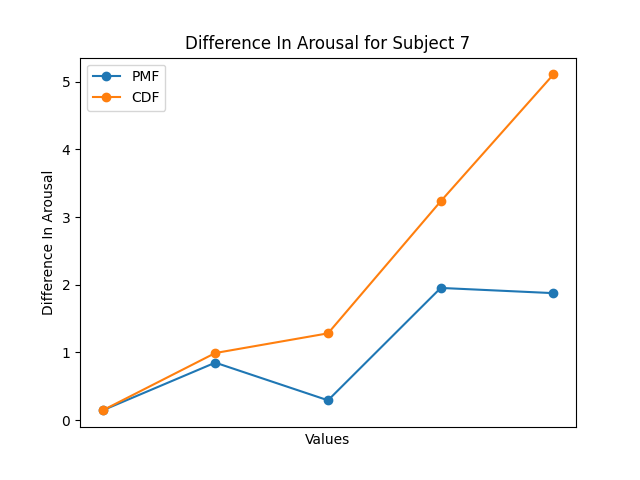 Difference In Arousal for Subject 7
PMF
CDF
5
4
3
2
1
0
Difference In Arousal
Values